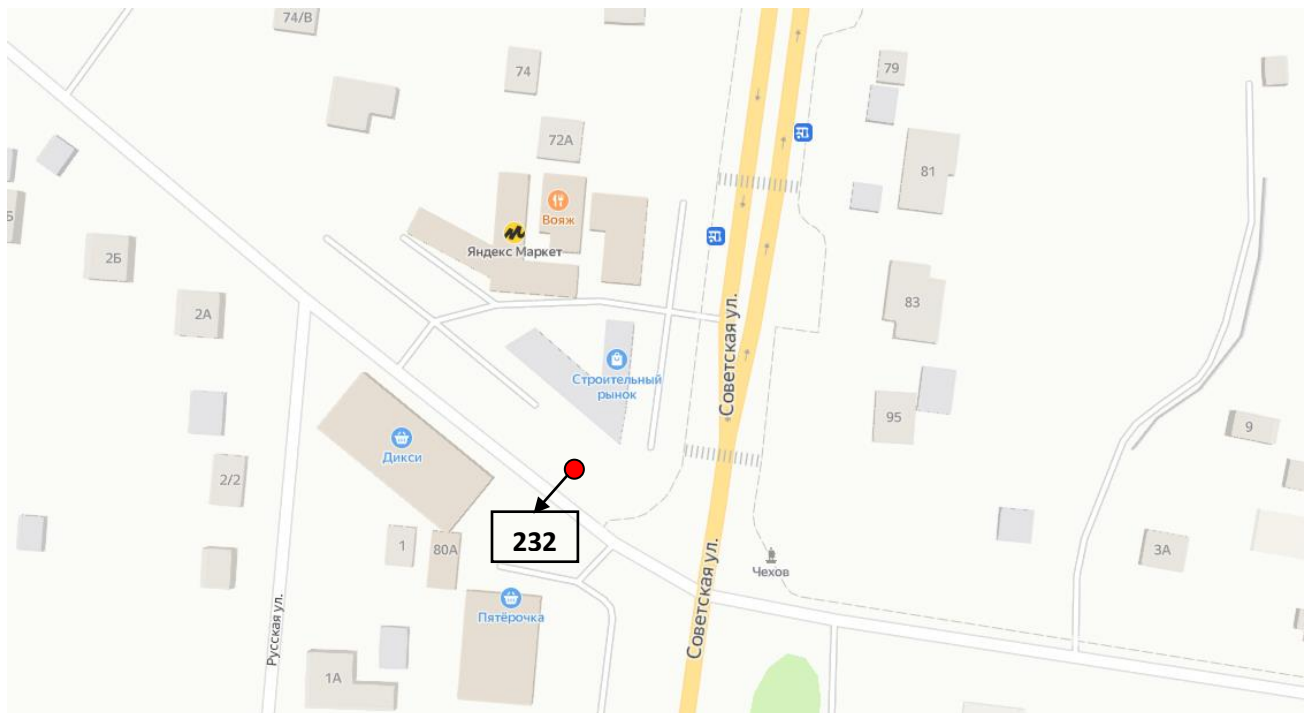 74/В
74
79
72А
81
Вояж
Яндекс Маркет
2Б
83
2А
Советская ул.
Строительный
рынок
95
9
Дикси
2/2
232
1
80А
3А
Чехов
Пятёрочка
Советская ул.
Русская ул.
1А